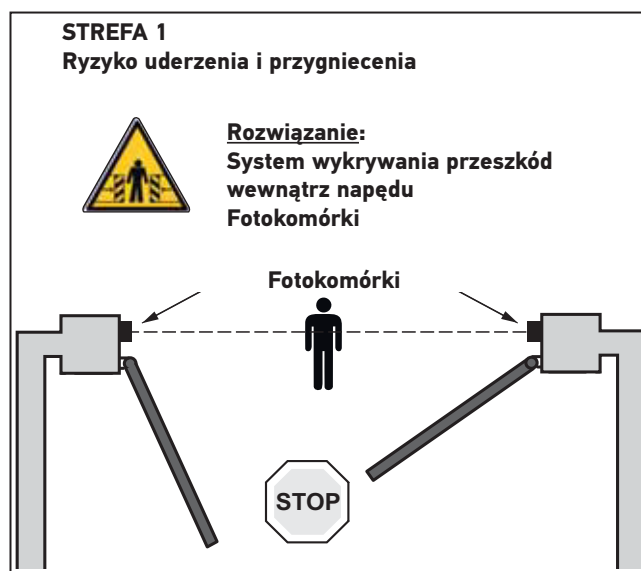 STREFA 1
Ryzyko uderzenia i przygniecenia
Rozwiązanie:
System wykrywania przeszkód
wewnątrz napędu
Fotokomórki
Fotokomórki
STOP